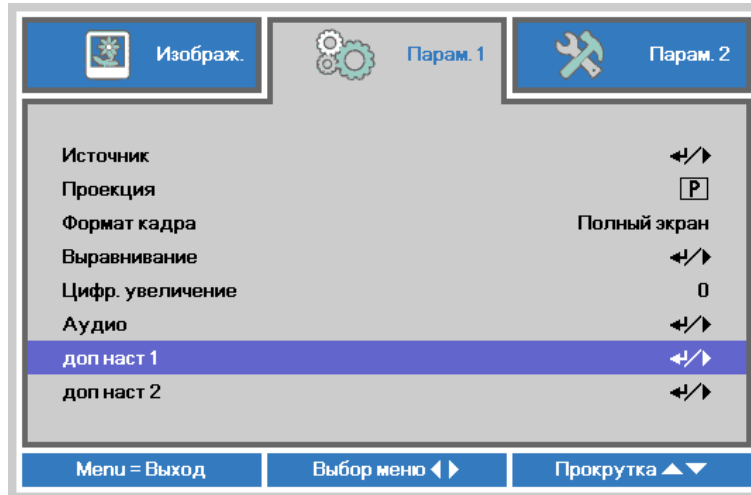 Изображ. Парам. 1 Парам. 2
Источник
Проекция P
Формат кадра Полный экран
Выравнивание
Цифр. увеличение 0
Аудио
доп наст 1
доп наст 2
Menu = Выход Выбор меню Прокрутка